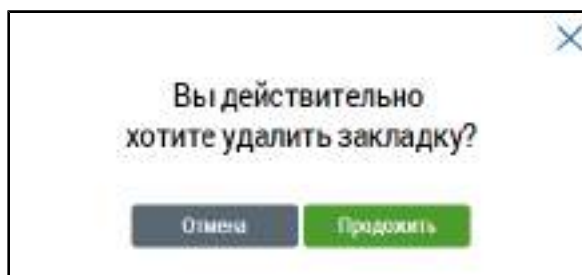 Вы действительно
хотите удалить закладку?
Отмена
Продолжить